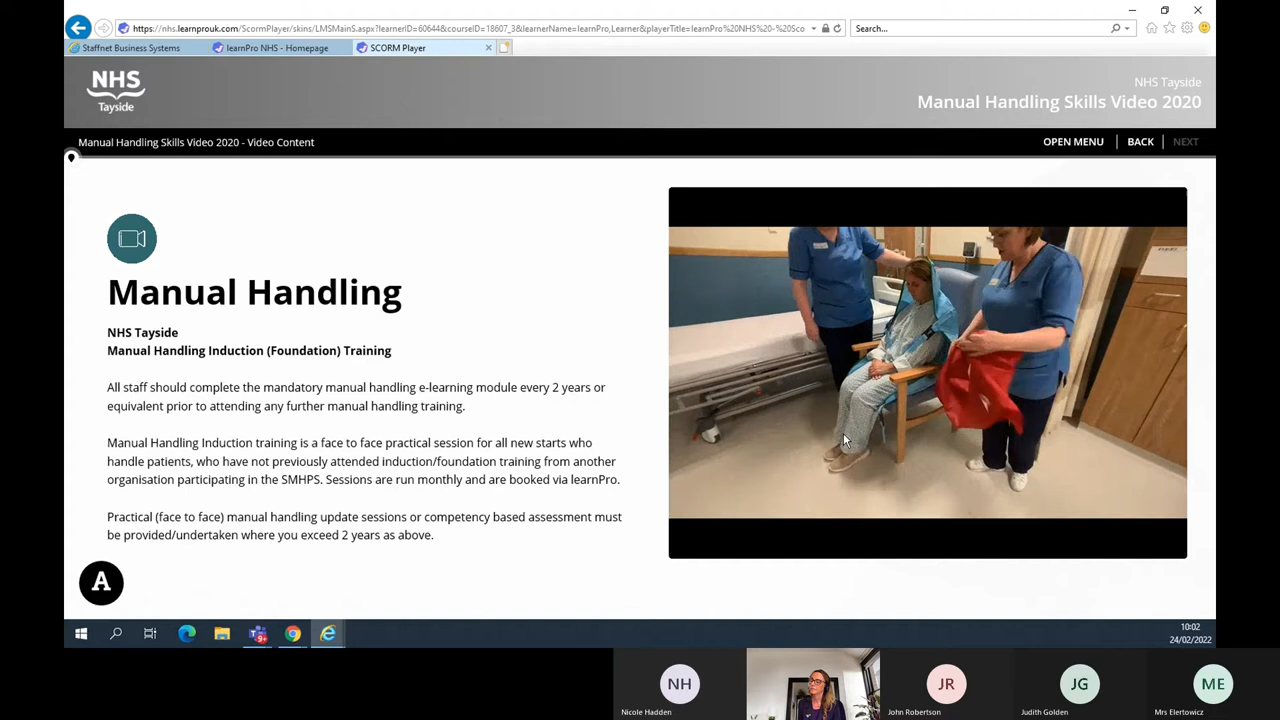 https://nhs.learnprouk.com/ScormPlayer/skins/LMSMainS.aspx?learnerID=60644&courseID=18607_3&learnerName=learnPro,Learner&playerTitle=learnPro%20NHS%20-%20Sco
Search...
Staffnet Business Systems
learnPro NHS - Homepage
SCORM Player
NHS
Tayside
NHS Tayside
Manual Handling Skills Video 2020
Manual Handling Skills Video 2020 - Video Content
OPEN MENU
BACK
NEXT
Manual Handling
NHS Tayside
Manual Handling Induction (Foundation) Training
All staff should complete the mandatory manual handling e-learning module every 2 years or
equivalent prior to attending any further manual handling training.
Manual Handling Induction training is a face to face practical session for all new starts who
handle patients, who have not previously attended induction/foundation training from another
organisation participating in the SMHPS. Sessions are run monthly and are booked via learnPro.
Practical (face to face) manual handling update sessions or competency based assessment must
be provided/undertaken where you exceed 2 years as above.
A
9+
10:02
24/02/2022
NH
Nicole Hadden
JR
John Robertson
JG
Judith Golden
ME
Mrs Elertowicz